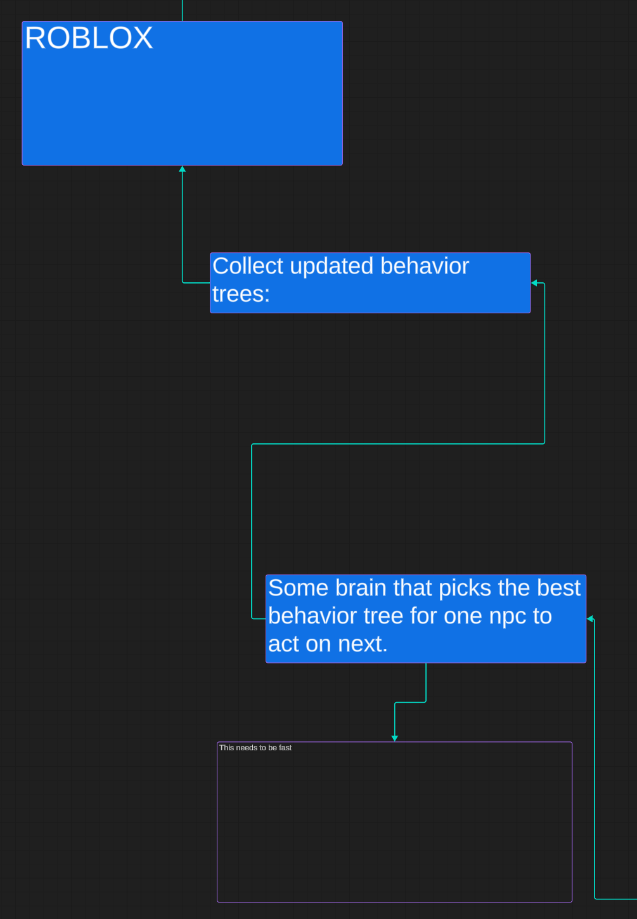 ROBLOX
Collect updated behavior
trees:
Some brain that picks the best
behavior tree for one npc to
act on next.
This needs to be fast